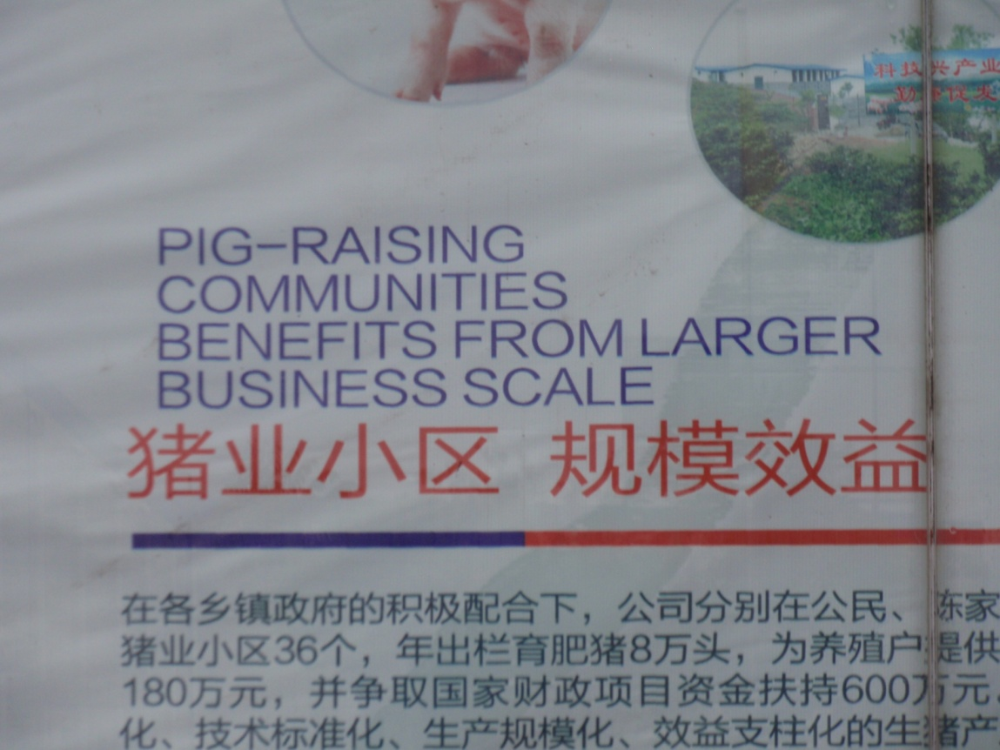 科技兴产业
PIG-RAISING
COMMUNITIES
BENEFITS FROM LARGER
BUSINESS SCALE
猪业小区 规模效益
在各乡镇政府的积极配合下，公司分别在公民、陈家
猪业小区36个，年出栏育肥猪8万头，为养殖户提供
180万元，并争取国家财政项目资金扶持600万元。
化、技术标准化、生产规模化、效益支柱化的生猪产